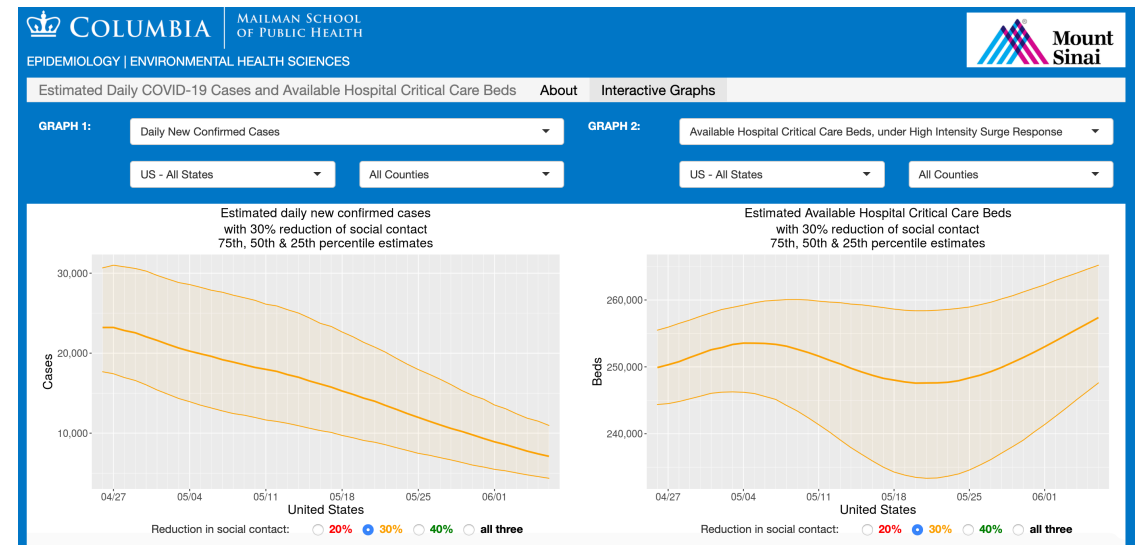 COLUMBIA
MAILMAN SCHOOL
OF PUBLIC HEALTH
Mount
Sinai
EPIDEMIOLOGY | ENVIRONMENTAL HEALTH SCIENCES
Estimated Daily COVID-19 Cases and Available Hospital Critical Care Beds
About
Interactive Graphs
GRAPH 1:
Daily New Confirmed Cases
US - All States
All Counties
GRAPH 2:
Available Hospital Critical Care Beds, under High Intensity Surge Response
US - All States
All Counties
Estimated daily new confirmed cases
with 30% reduction of social contact
75th, 50th & 25th percentile estimates
Cases
30,000
20,000
10,000
04/27 05/04 05/11 05/18 05/25 06/01
United States
Reduction in social contact: 20% 30% 40% all three
Estimated Available Hospital Critical Care Beds
with 30% reduction of social contact
75th, 50th & 25th percentile estimates
Beds
260,000
250,000
240,000
04/27 05/04 05/11 05/18 05/25 06/01
United States
Reduction in social contact: 20% 30% 40% all three